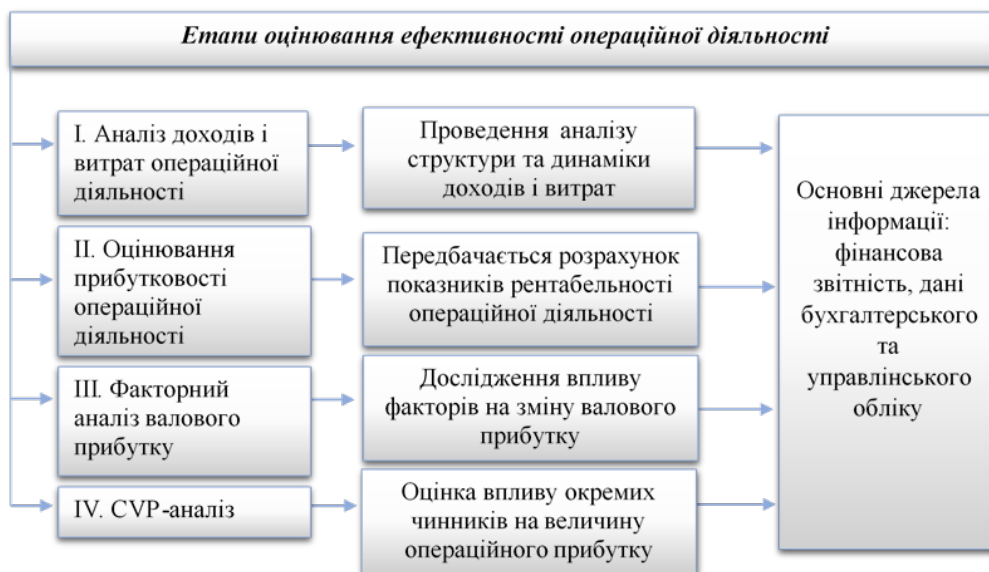 Етапи оцінювання ефективності операційної діяльності
І. Аналіз доходів і
витрат операційної
діяльності
Проведення аналізу
структури та динаміки
доходів і витрат
ІІ. Оцінювання
прибутковості
операційної
діяльності
Передбачається розрахунок
показників рентабельності
операційної діяльності
ІІІ. Факторний
аналіз валового
прибутку
Дослідження впливу
факторів на зміну валового
прибутку
IV. CVP-аналіз
Оцінка впливу окремих
чинників на величину
операційного прибутку
Основні джерела
інформації:
фінансова
звітність, дані
бухгалтерського
та
управлінського
обліку